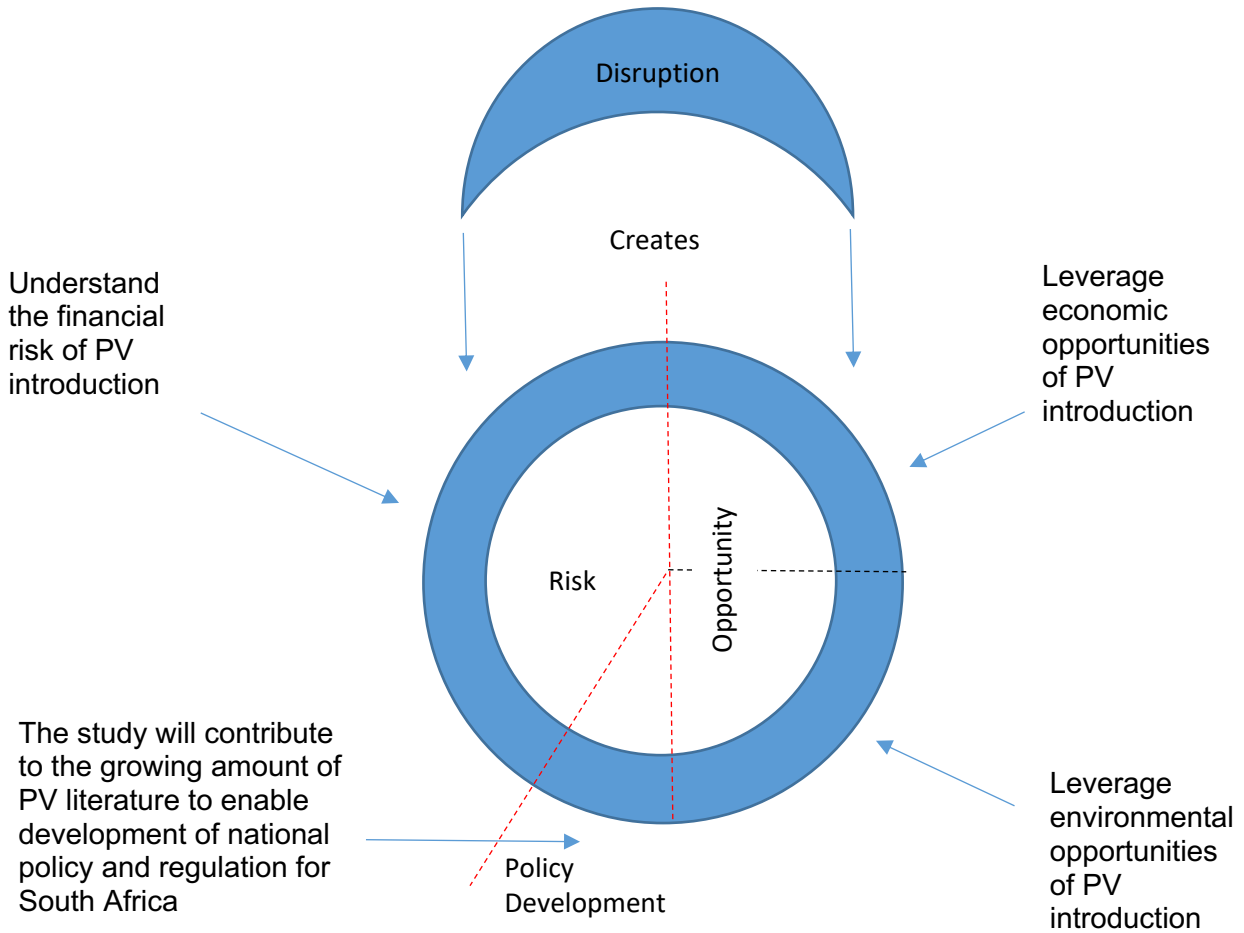 Disruption
Creates
Understand
the financial
risk of PV
introduction
Leverage
economic
opportunities
of PV
introduction
Risk
Opportunity
The study will contribute
to the growing amount of
PV literature to enable
development of national
policy and regulation for
South Africa
Policy
Development
Leverage
environmental
opportunities
of PV
introduction